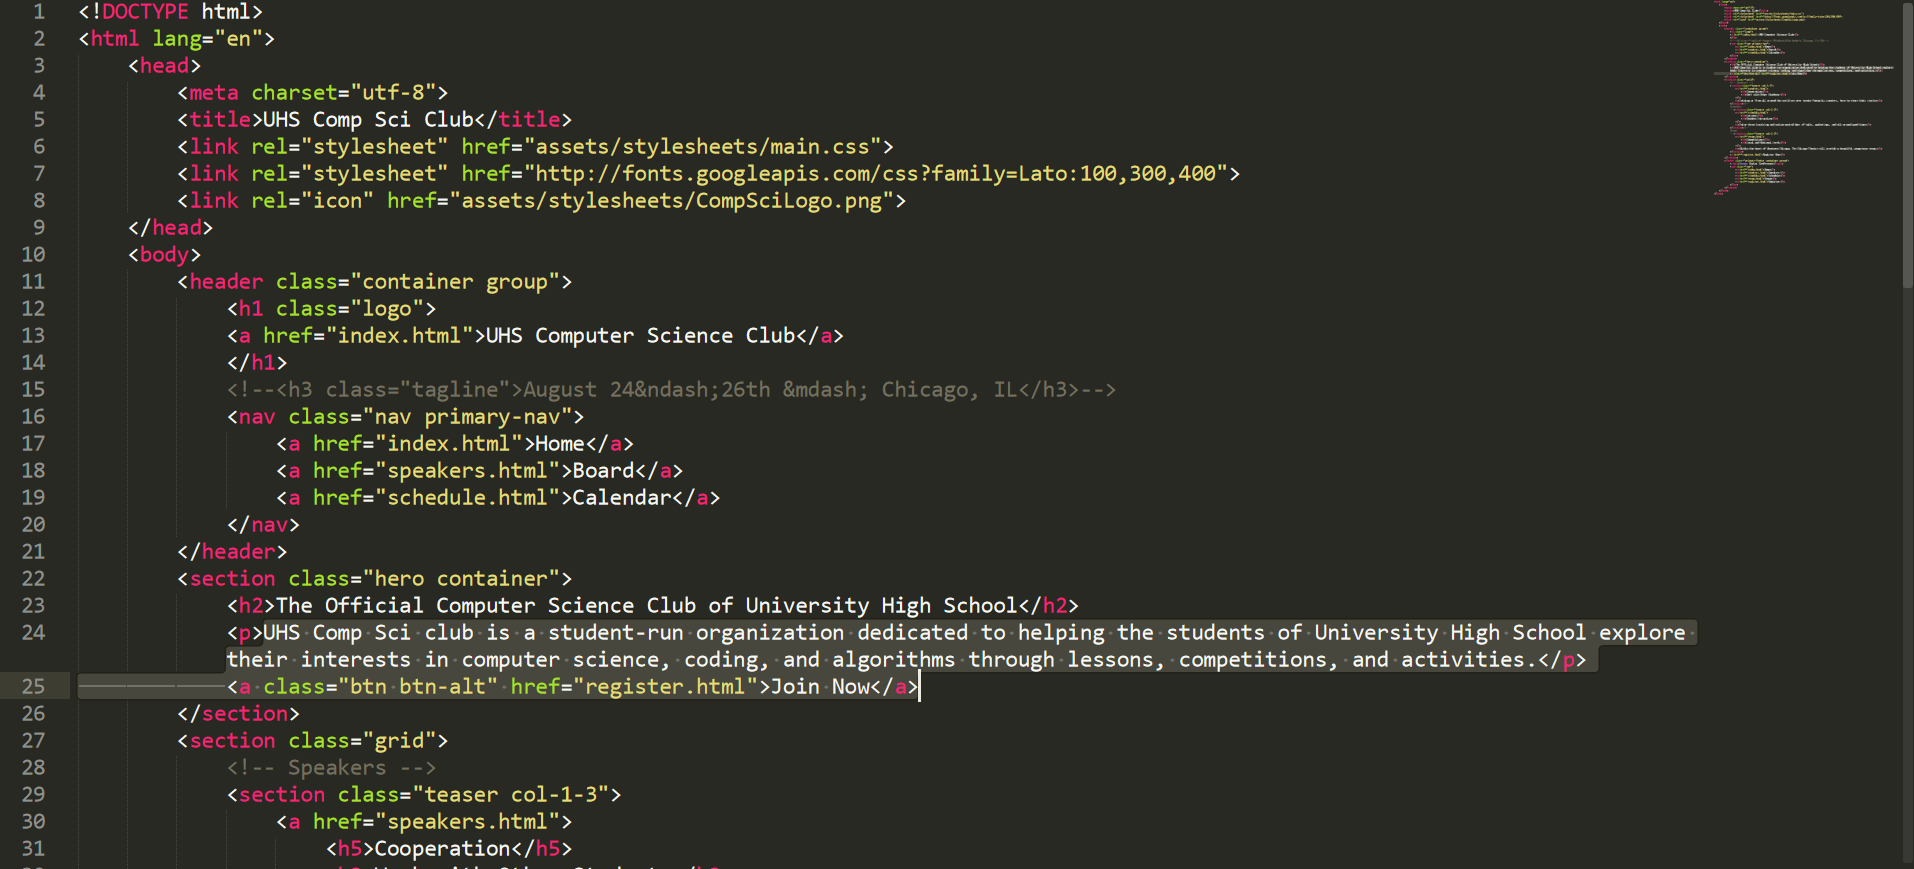 1 <!DOCTYPE html>
2 <html lang="en">
3 <head>
4 <meta charset="utf-8">
5 <title>UHS Comp Sci Club</title>
6 <link rel="stylesheet" href="assets/stylesheets/main.css">
7 <link rel="stylesheet" href="http://fonts.googleapis.com/css?family=Lato:100,300,400">
8 <link rel="icon" href="assets/stylesheets/CompSciLogo.png">
9 </head>
10 <body>
11 <header class="container group">
12 <h1 class="logo">
13 <a href="index.html">UHS Computer Science Club</a>
14 </h1>
15 <!--<h3 class="tagline">August 24&ndash;26th &mdash; Chicago, IL</h3>-->
16 <nav class="nav primary-nav">
17 <a href="index.html">Home</a>
18 <a href="speakers.html">Board</a>
19 <a href="schedule.html">Calendar</a>
20 </nav>
21 </header>
22 <section class="hero container">
23 <h2>The Official Computer Science Club of University High School</h2>
24 <p>UHS Comp Sci club is a student-run organization dedicated to helping the students of University High School explore
their interests in computer science, coding, and algorithms through lessons, competitions, and activities.</p>
25 <a class="btn btn-alt" href="register.html">Join Now</a>
26 </section>
27 <section class="grid">
28 <!-- Speakers -->
29 <section class="teaser col-1-3">
30 <a href="speakers.html">
31 <h5>Cooperation</h5>